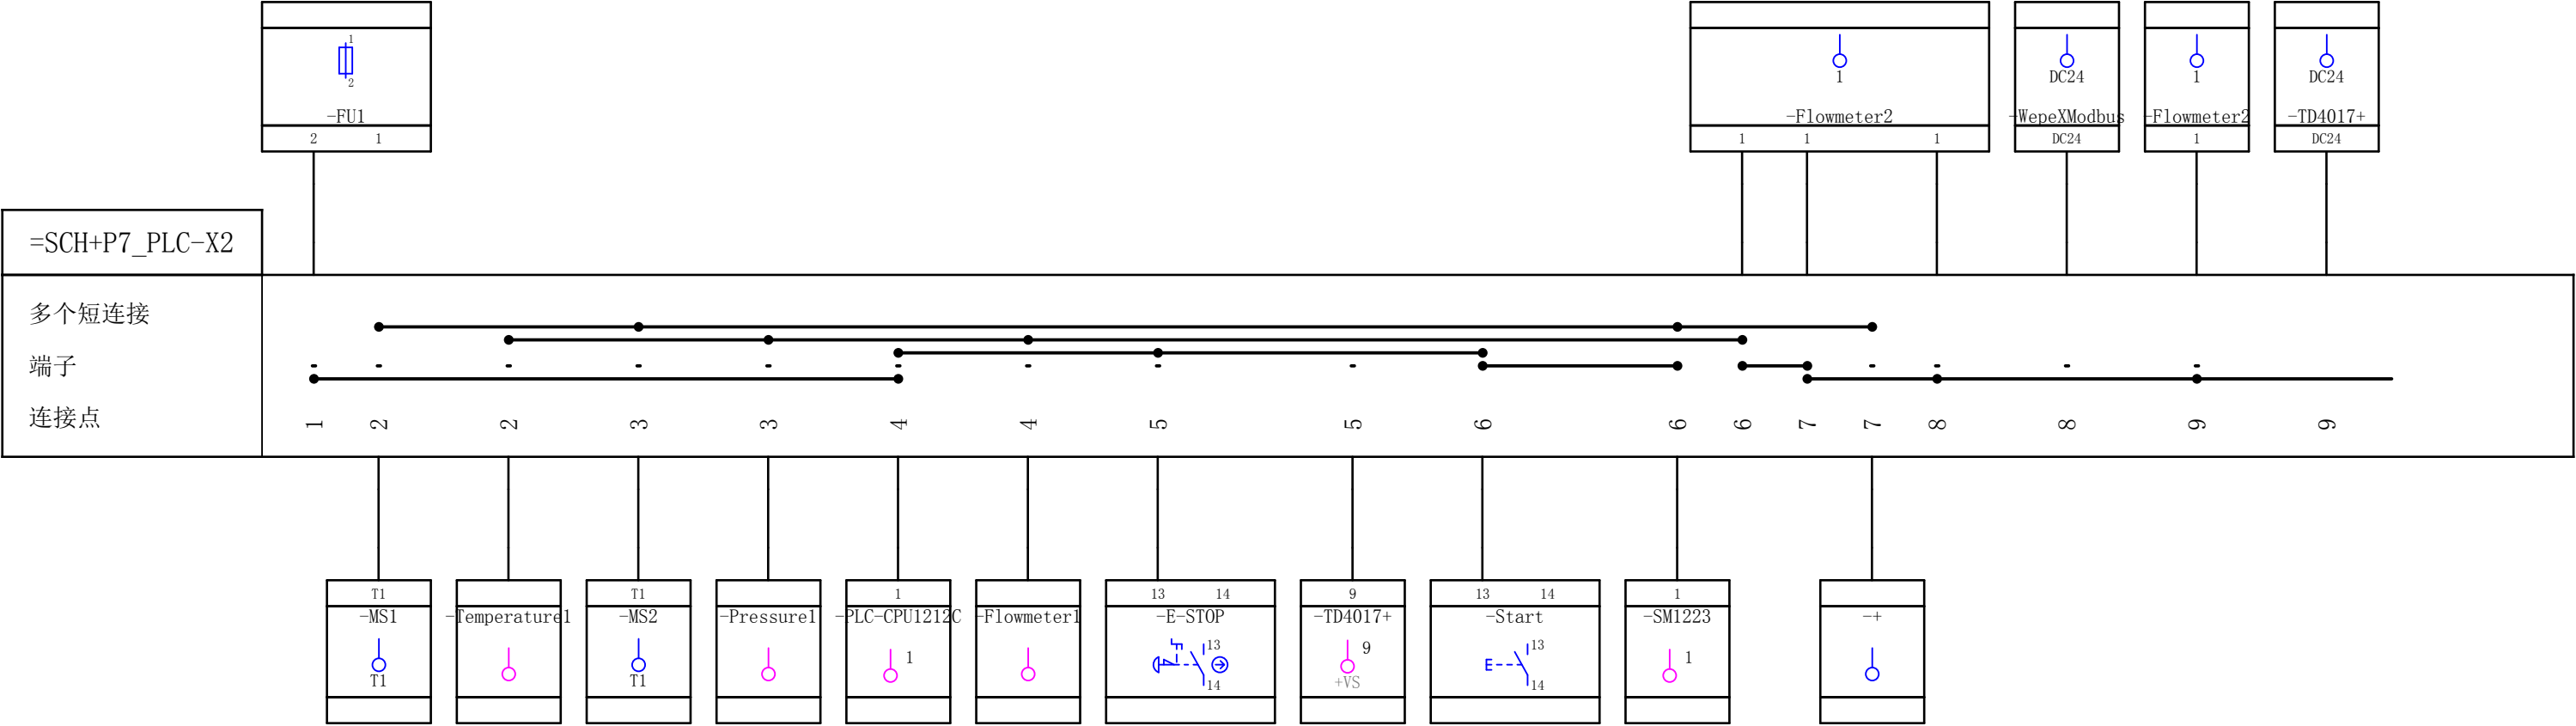 1
2
-FU1
2 1
1
-Flowmeter2
1 1 1
DC24
-WepeXModbus
DC24
1
-Flowmeter2
1
DC24
-TD4017+
DC24
=SCH+P7_PLC-X2
多个短连接
端子
- - - - - - - - - - - - -
连接点
1 2 2 3 3 4 4 5 5 6 6 6 7 7 8 8 9 9
T1
-MS1
T1
-Temperature1
T1
-MS2
T1
-Pressure1
1
-PLC-CPU1212C
1
-Flowmeter1
13 14
-E-STOP
13
14
9
-TD4017+
9
+VS
13 14
-Start
13
14
1
-SM1223
1
-+